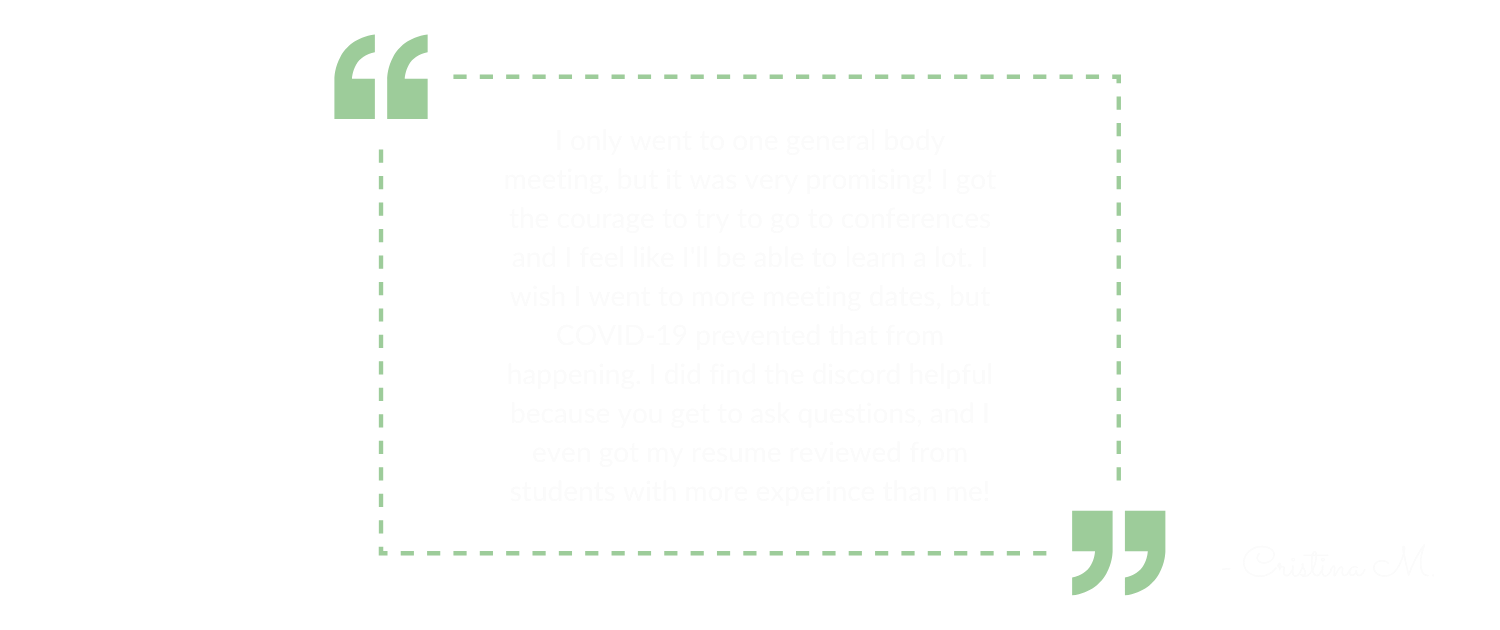 I only went to one general body
meeting, but it was very promising! I got
the courage to try to go to conferences
and I feel like I'll be able to learn a lot. I
wish I went to more meeting dates, but
COVID-19 prevented that from
happening. I did find the discord helpful
because you get to ask questions, and I
even got my resume reviewed from
students with more experince than me!
- Cristina M